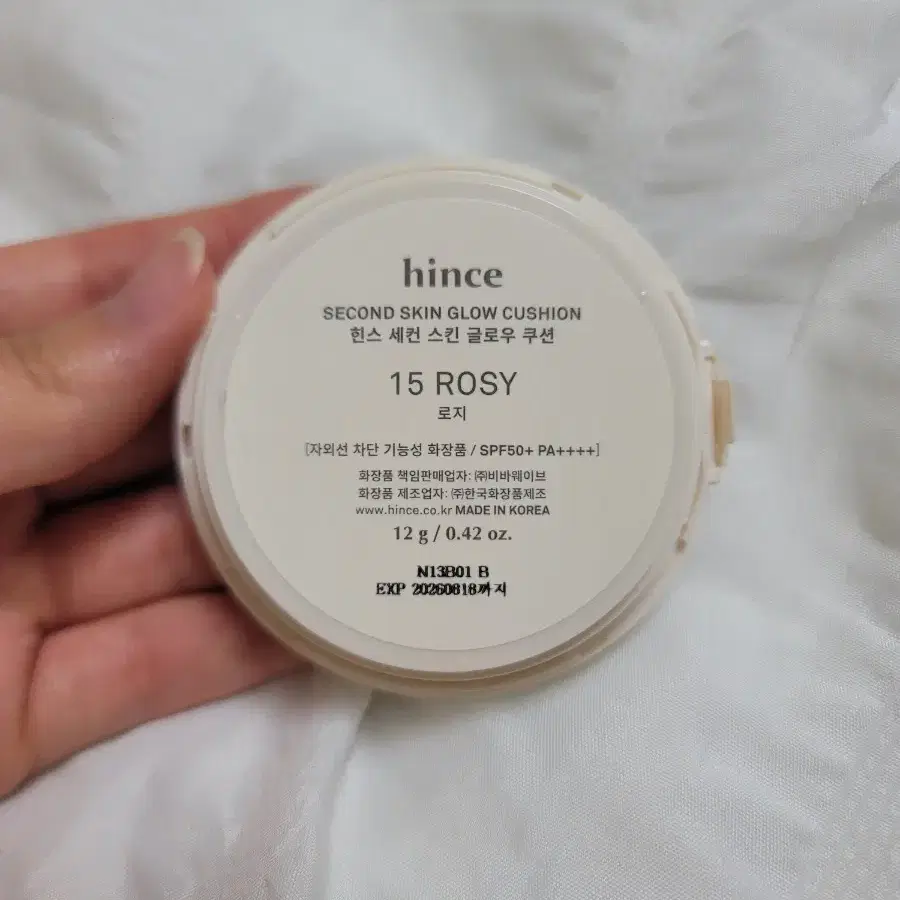 hince
SECOND SKIN GLOW CUSHION
힌스 세컨 스킨 글로우 쿠션
15 ROSY
로지
[자외선 차단 기능성 화장품 / SPF50+ PA++++]
화장품 책임판매업자: ㈜비바웨이브
화장품 제조업자: ㈜한국화장품제조
www.hince.co.kr MADE IN KOREA
12 g / 0.42 oz.
N13B01 B
EXP 20260818까지